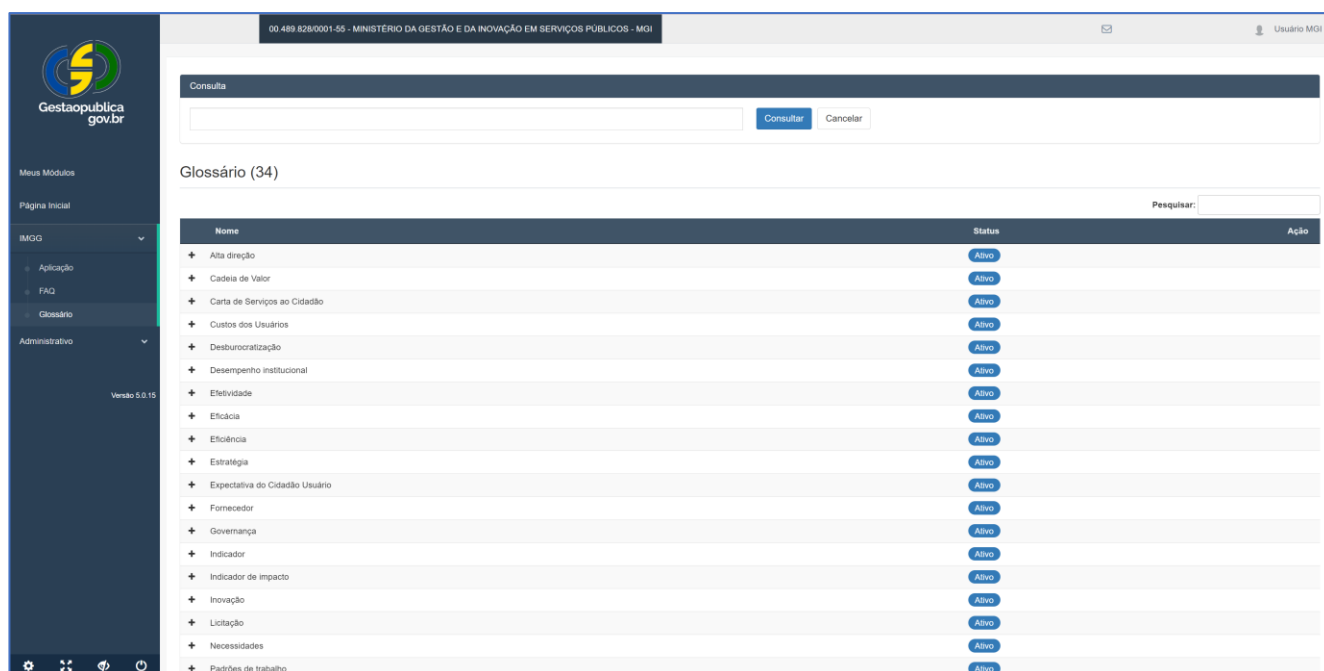 00.489.828/0001-55 - MINISTÉRIO DA GESTÃO E DA INOVAÇÃO EM SERVIÇOS PÚBLICOS - MGI
Usuário MGI
Gestaopublica
gov.br
Meus Módulos
Página Inicial
IMGG
Aplicação
FAQ
Glossário
Administrativo
Versão 5.0.15
Consulta
Consultar Cancelar
Glossário (34)
Pesquisar:
Nome Status Ação
+ Alta direção Ativo
+ Cadeia de Valor Ativo
+ Carta de Serviços ao Cidadão Ativo
+ Custos dos Usuários Ativo
+ Desburocratização Ativo
+ Desempenho institucional Ativo
+ Efetividade Ativo
+ Eficácia Ativo
+ Eficiência Ativo
+ Estratégia Ativo
+ Expectativa do Cidadão Usuário Ativo
+ Fornecedor Ativo
+ Governança Ativo
+ Indicador Ativo
+ Indicador de impacto Ativo
+ Inovação Ativo
+ Licitação Ativo
+ Necessidades Ativo
+ Padrões de trabalho Ativo